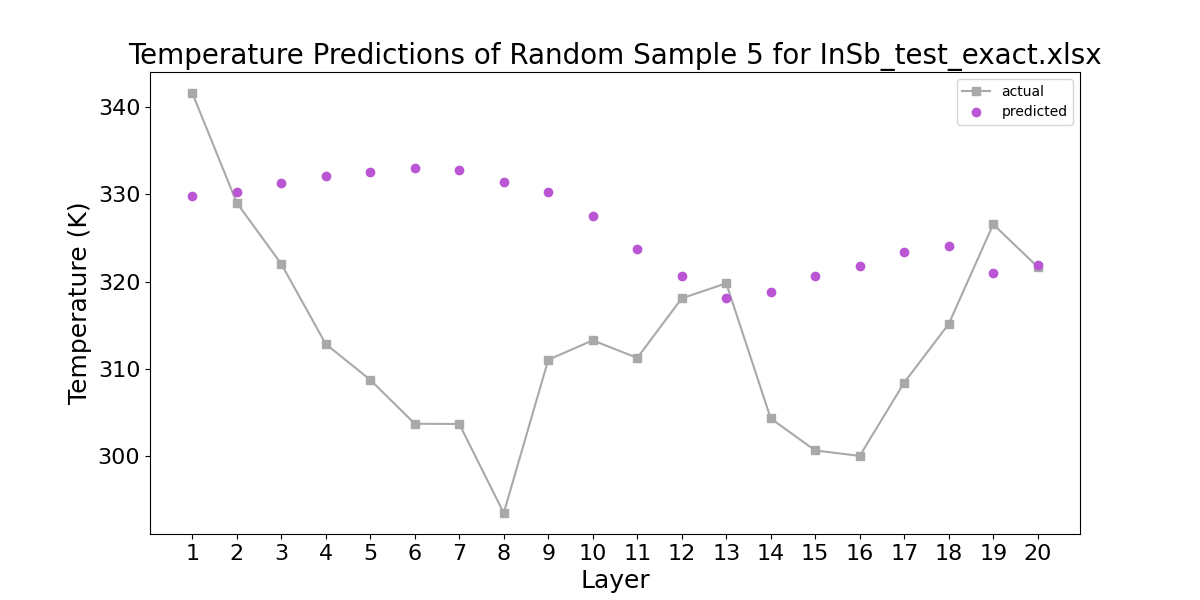 Temperature Predictions of Random Sample 5 for InSb_test_exact.xlsx
actual
predicted
Temperature (K)
340
330
320
310
300
1 2 3 4 5 6 7 8 9 10 11 12 13 14 15 16 17 18 19 20
Layer